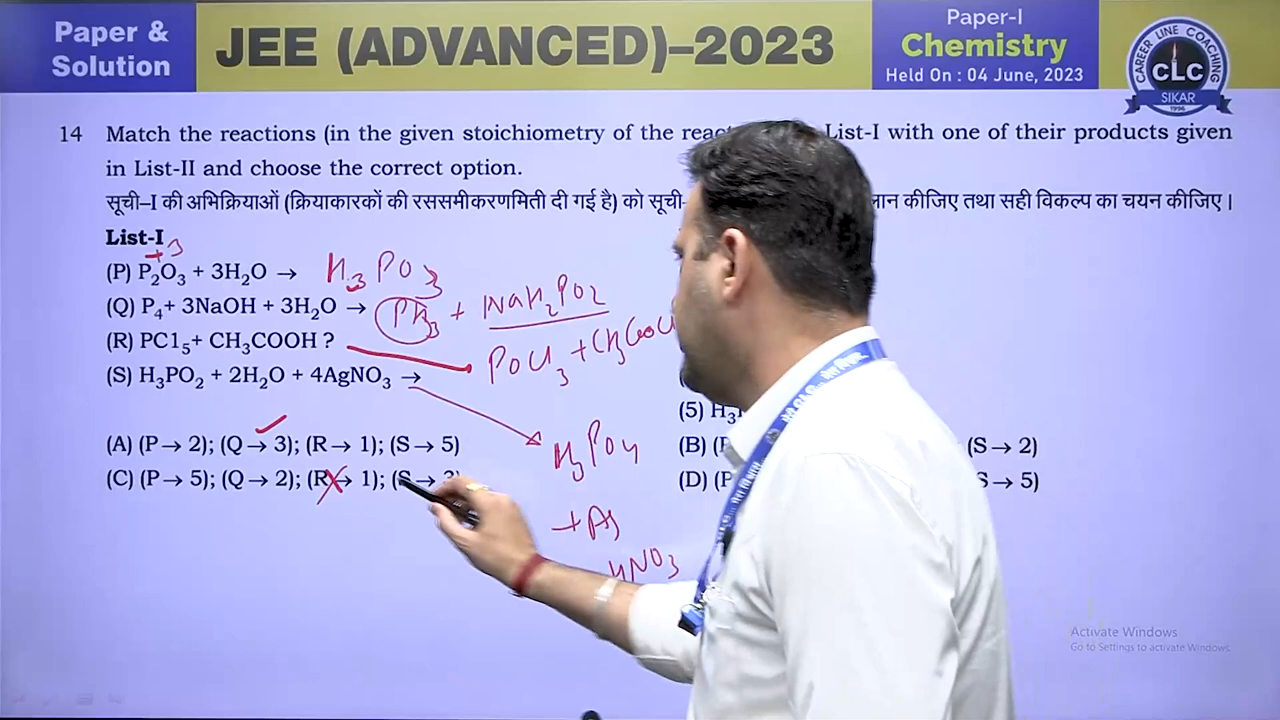 Paper &
Solution
JEE (ADVANCED)–2023
Paper-I
Chemistry
Held On : 04 June, 2023
CAREER LINE COACHING
CLC
SIKAR
1996
14 Match the reactions (in the given stoichiometry of the List-I with one of their products given
in List-II and choose the correct option.
सूची–I की अभिक्रियाओं (क्रियाकारकों की रससमीकरणमिती दी गई है) को कीजिए तथा सही विकल्प का चयन कीजिए।
List-I
+3
(P) P₂O₃ + 3H₂O → H₃PO₃
(Q) P₄+ 3NaOH + 3H₂O → PH₃ + NaH₂PO₂
(R) PC1₅+ CH₃COOH ? POCl₃ +
(S) H₃PO₂ + 2H₂O + 4AgNO₃ →
(5)
H₃PO₄
(A) (P → 2); (Q → 3); (R → 1); (S → 5) (B) (S → 2)
(C) (P → 5); (Q → 2); (R → 1); (S → (D) S → 5)
+ Ag
HNO₃
Activate Windows
Go to Settings to activate Windows.